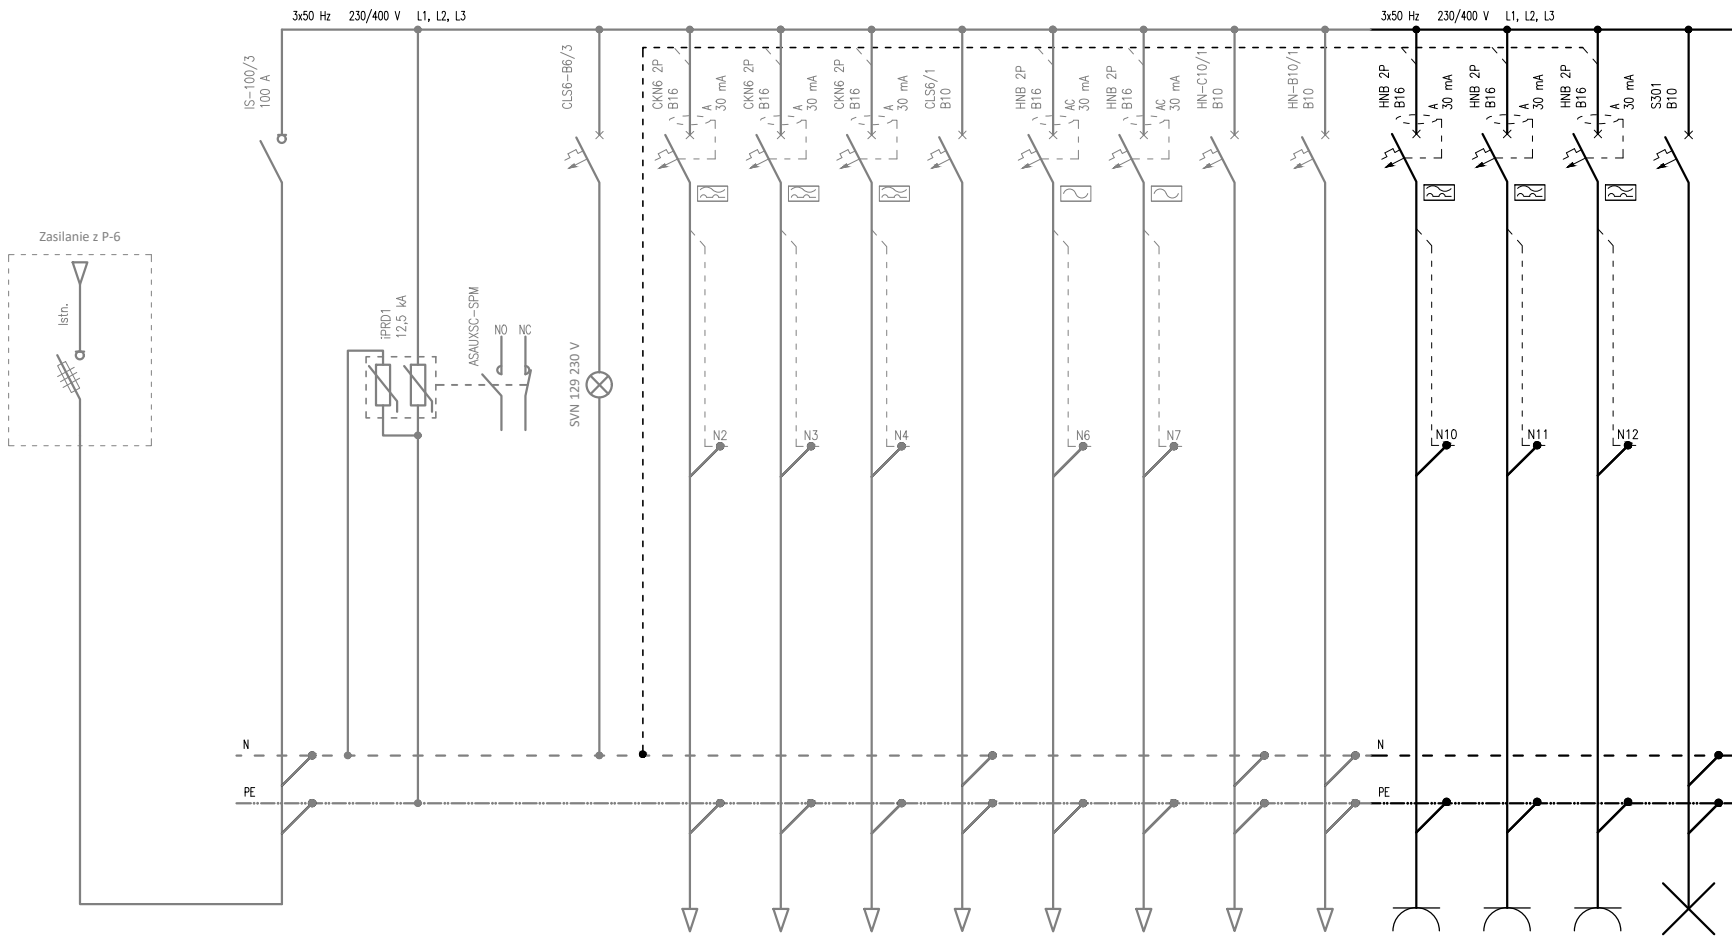 3x50 Hz 230/400 V L1, L2, L3
3x50 Hz 230/400 V L1, L2, L3
IS-100/3
100 A
CLS6-B6/3
CKN6 2P
B16
A
30 mA
CKN6 2P
B16
A
30 mA
CKN6 2P
B16
A
30 mA
CLS6/1
B10
HNB 2P
B16
AC
30 mA
HNB 2P
B16
AC
30 mA
HN-C10/1
B10
HN-B10/1
B10
HNB 2P
B16
A
30 mA
HNB 2P
B16
A
30 mA
HNB 2P
B16
A
30 mA
S301
B10
Zasilanie z P-6
Istn.
iPRD1
12,5 kA
ASAUXSC-SPM
NO
NC
SVN 129 230 V
N2
N3
N4
N6
N7
N10
N11
N12
N
N
PE
PE